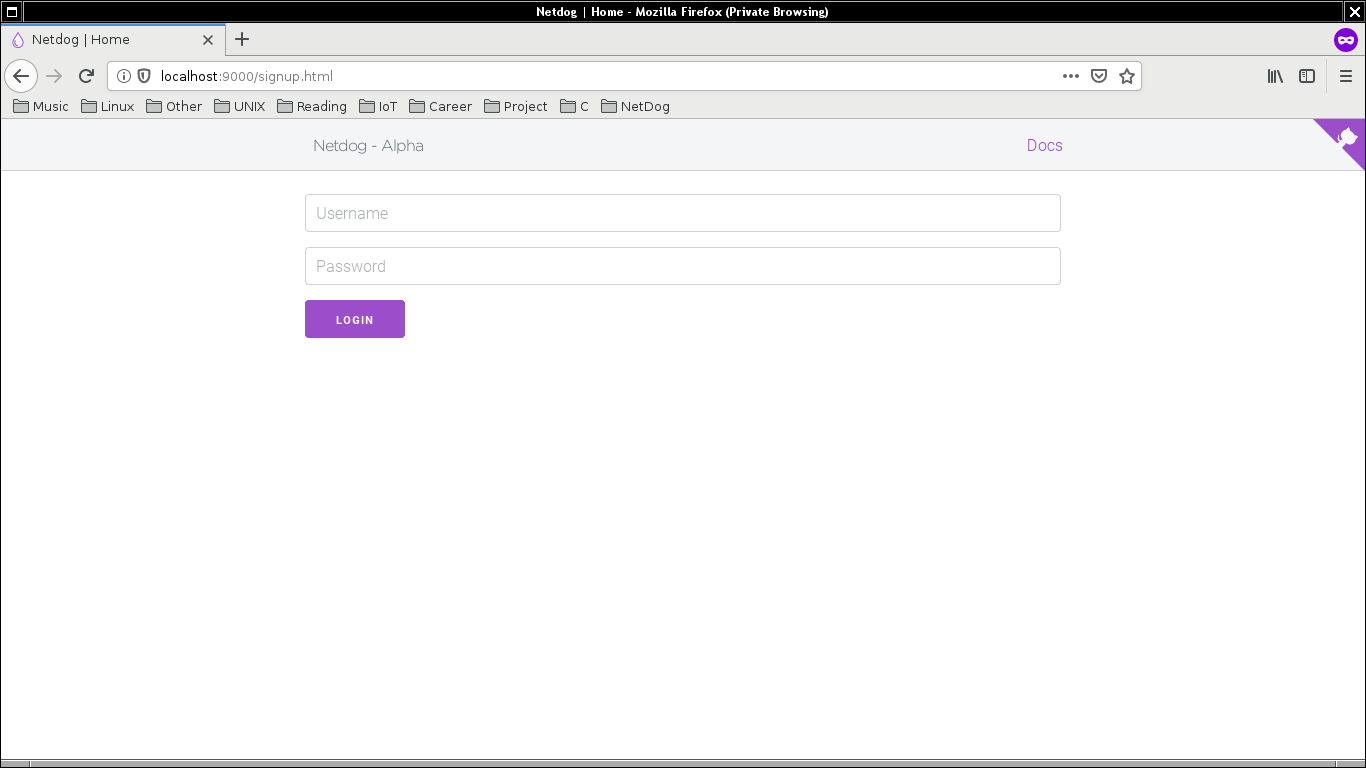 Netdog | Home - Mozilla Firefox (Private Browsing)
Netdog | Home
localhost:9000/signup.html
Music Linux Other UNIX Reading IoT Career Project C NetDog
Netdog - Alpha Docs
Username
Password
LOGIN